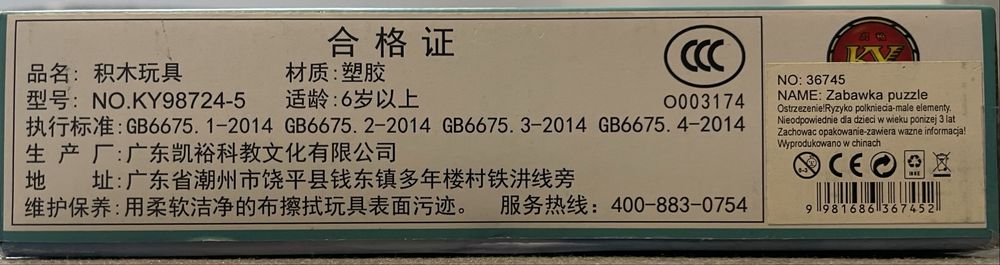 合格证
品名: 积木玩具 材质: 塑胶
型号: NO.KY98724-5 适龄: 6岁以上
执行标准: GB6675.1-2014 GB6675.2-2014 GB6675.3-2014 GB6675.4-2014
生产厂: 广东凯裕科教文化有限公司
地址: 广东省潮州市饶平县钱东镇多年楼村铁洪线旁
维护保养: 用柔软洁净的布擦拭玩具表面污迹。 服务热线: 400-883-0754
CCC
O003174
KY
NO: 36745
NAME: Zabawka puzzle
Ostrzezenie!Ryzyko polkniecia-male elementy.
Nieodpowiednie dla dzieci w wieku ponizej 3 lat
Zachowac opakowanie-zawiera wazne informacja!
Wyprodukowano w chinach
0-3 CE
9 981686 367452